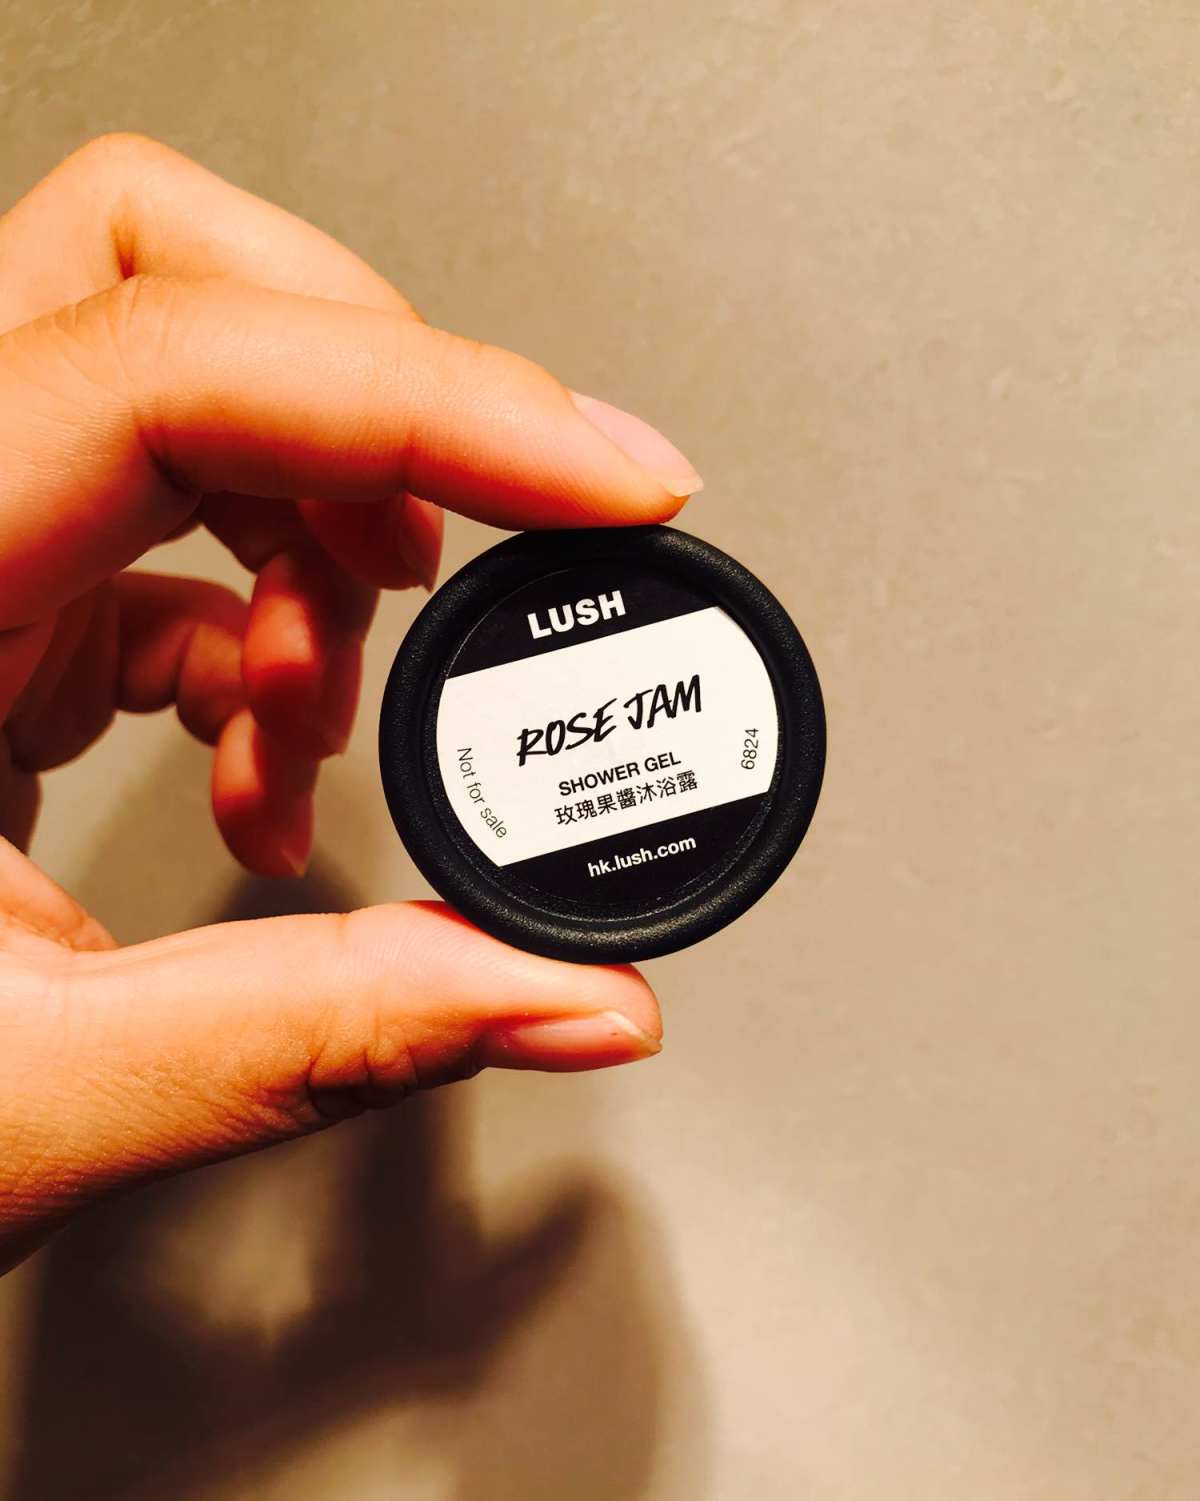 LUSH
ROSE JAM
SHOWER GEL
玫瑰果醬沐浴露
Not for sale
6824
hk.lush.com